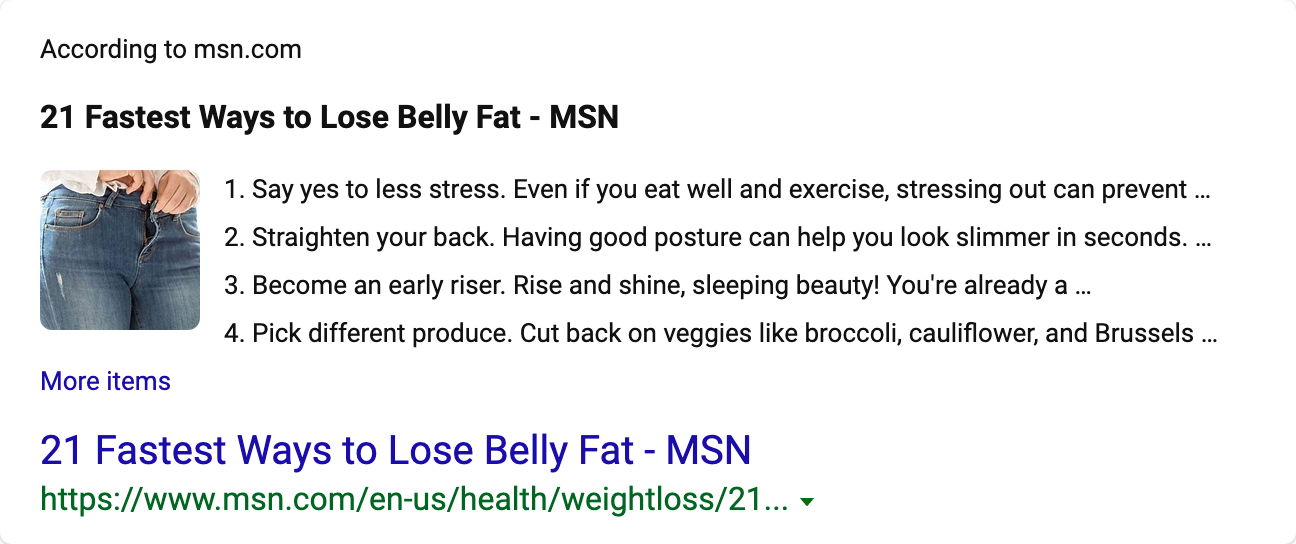 According to msn.com
21 Fastest Ways to Lose Belly Fat - MSN
1. Say yes to less stress. Even if you eat well and exercise, stressing out can prevent ...
2. Straighten your back. Having good posture can help you look slimmer in seconds. ...
3. Become an early riser. Rise and shine, sleeping beauty! You're already a ...
4. Pick different produce. Cut back on veggies like broccoli, cauliflower, and Brussels ...
More items
21 Fastest Ways to Lose Belly Fat - MSN
https://www.msn.com/en-us/health/weightloss/21...